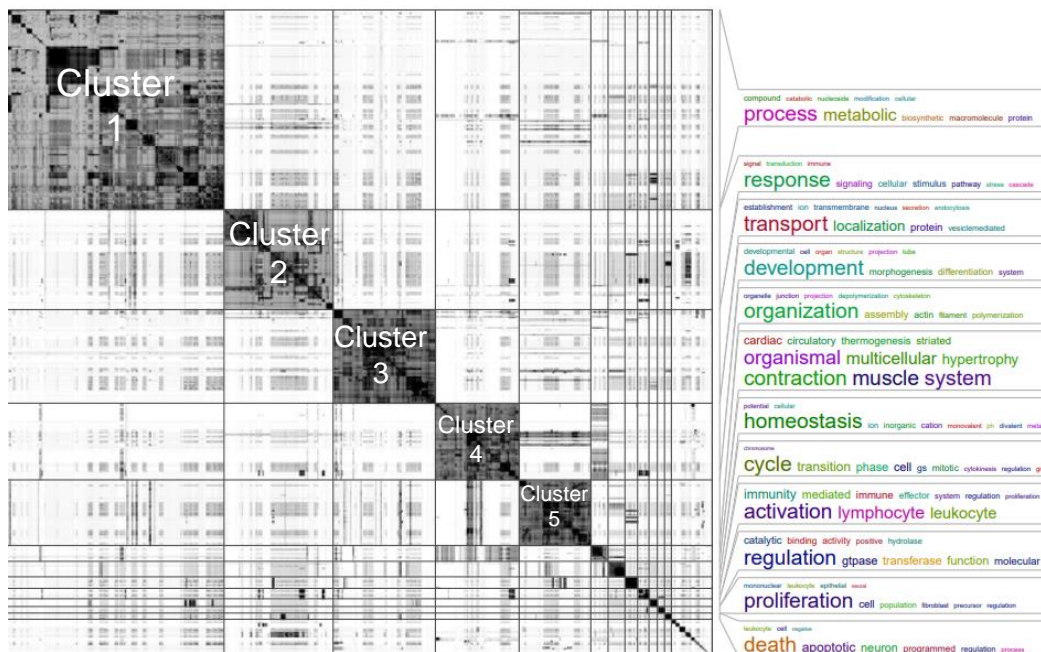 Cluster
1
Cluster
2
Cluster
3
Cluster
4
Cluster
5
compound catabolic nucleoside modification cellular
process metabolic biosynthetic macromolecule protein
signal transduction immune
response signaling cellular stimulus pathway stress cascade
establishment ion transmembrane nucleus secretion endocytosis
transport localization protein vesiclemediated
developmental cell organ structure projection tube
development morphogenesis differentiation system
organelle junction projection depolymerization cytoskeleton
organization assembly actin filament polymerization
cardiac circulatory thermogenesis striated
organismal multicellular hypertrophy
contraction muscle system
potential cellular
homeostasis ion inorganic cation monovalent ph divalent
chromosome
cycle transition phase cell gs mitotic cytokinesis regulation
immunity mediated immune effector system regulation proliferation
activation lymphocyte leukocyte
catalytic binding activity positive hydrolase
regulation gtpase transferase function molecular
mononuclear leukocyte epithelial
proliferation cell population fibroblast precursor regulation
leukocyte cell negative
death apoptotic neuron programmed regulation process